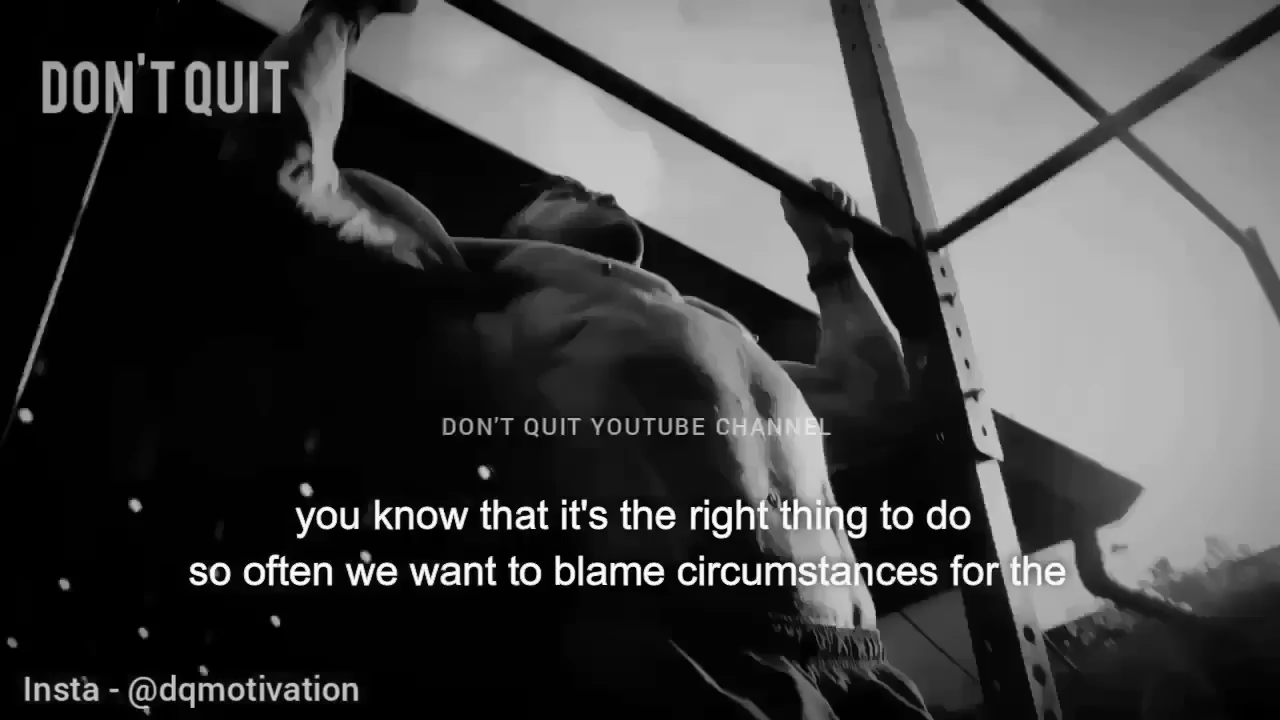 DON'T QUIT
DON'T QUIT YOUTUBE CHANNEL
you know that it's the right thing to do
so often we want to blame circumstances for the
Insta - @dqmotivation